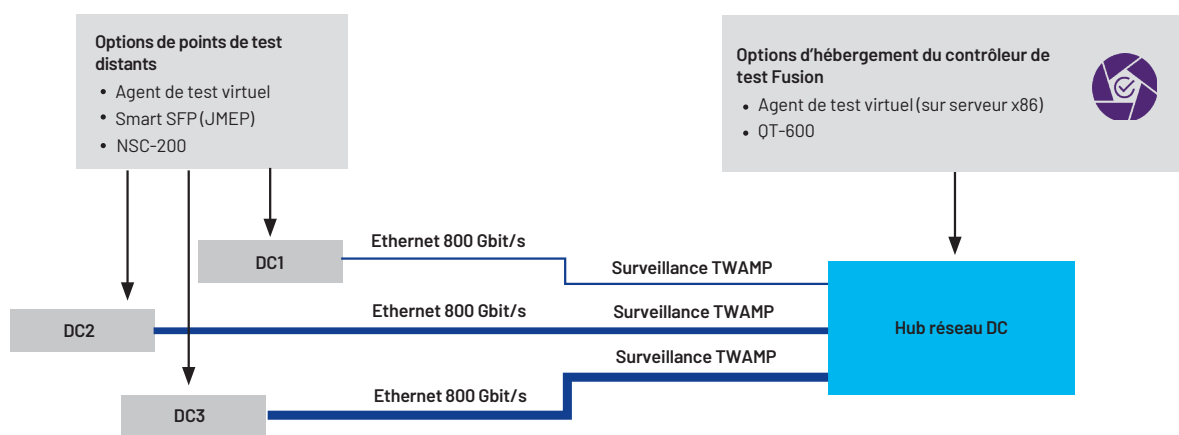 Options de points de test
distants
• Agent de test virtuel
• Smart SFP (JMEP)
• NSC-200
Options d’hébergement du contrôleur de
test Fusion
• Agent de test virtuel (sur serveur x86)
• QT-600
Ethernet 800 Gbit/s
DC1
Surveillance TWAMP
Ethernet 800 Gbit/s
Surveillance TWAMP
DC2
Hub réseau DC
Surveillance TWAMP
Ethernet 800 Gbit/s
DC3